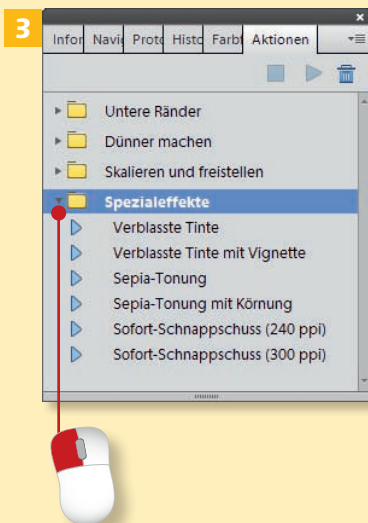 3
Infor Navi Proto Histo Farbf Aktionen
Untere Ränder
Dünner machen
Skalieren und freistellen
Spezialeffekte
Verblasste Tinte
Verblasste Tinte mit Vignette
Sepia-Tonung
Sepia-Tonung mit Körnung
Sofort-Schnappschuss (240 ppi)
Sofort-Schnappschuss (300 ppi)